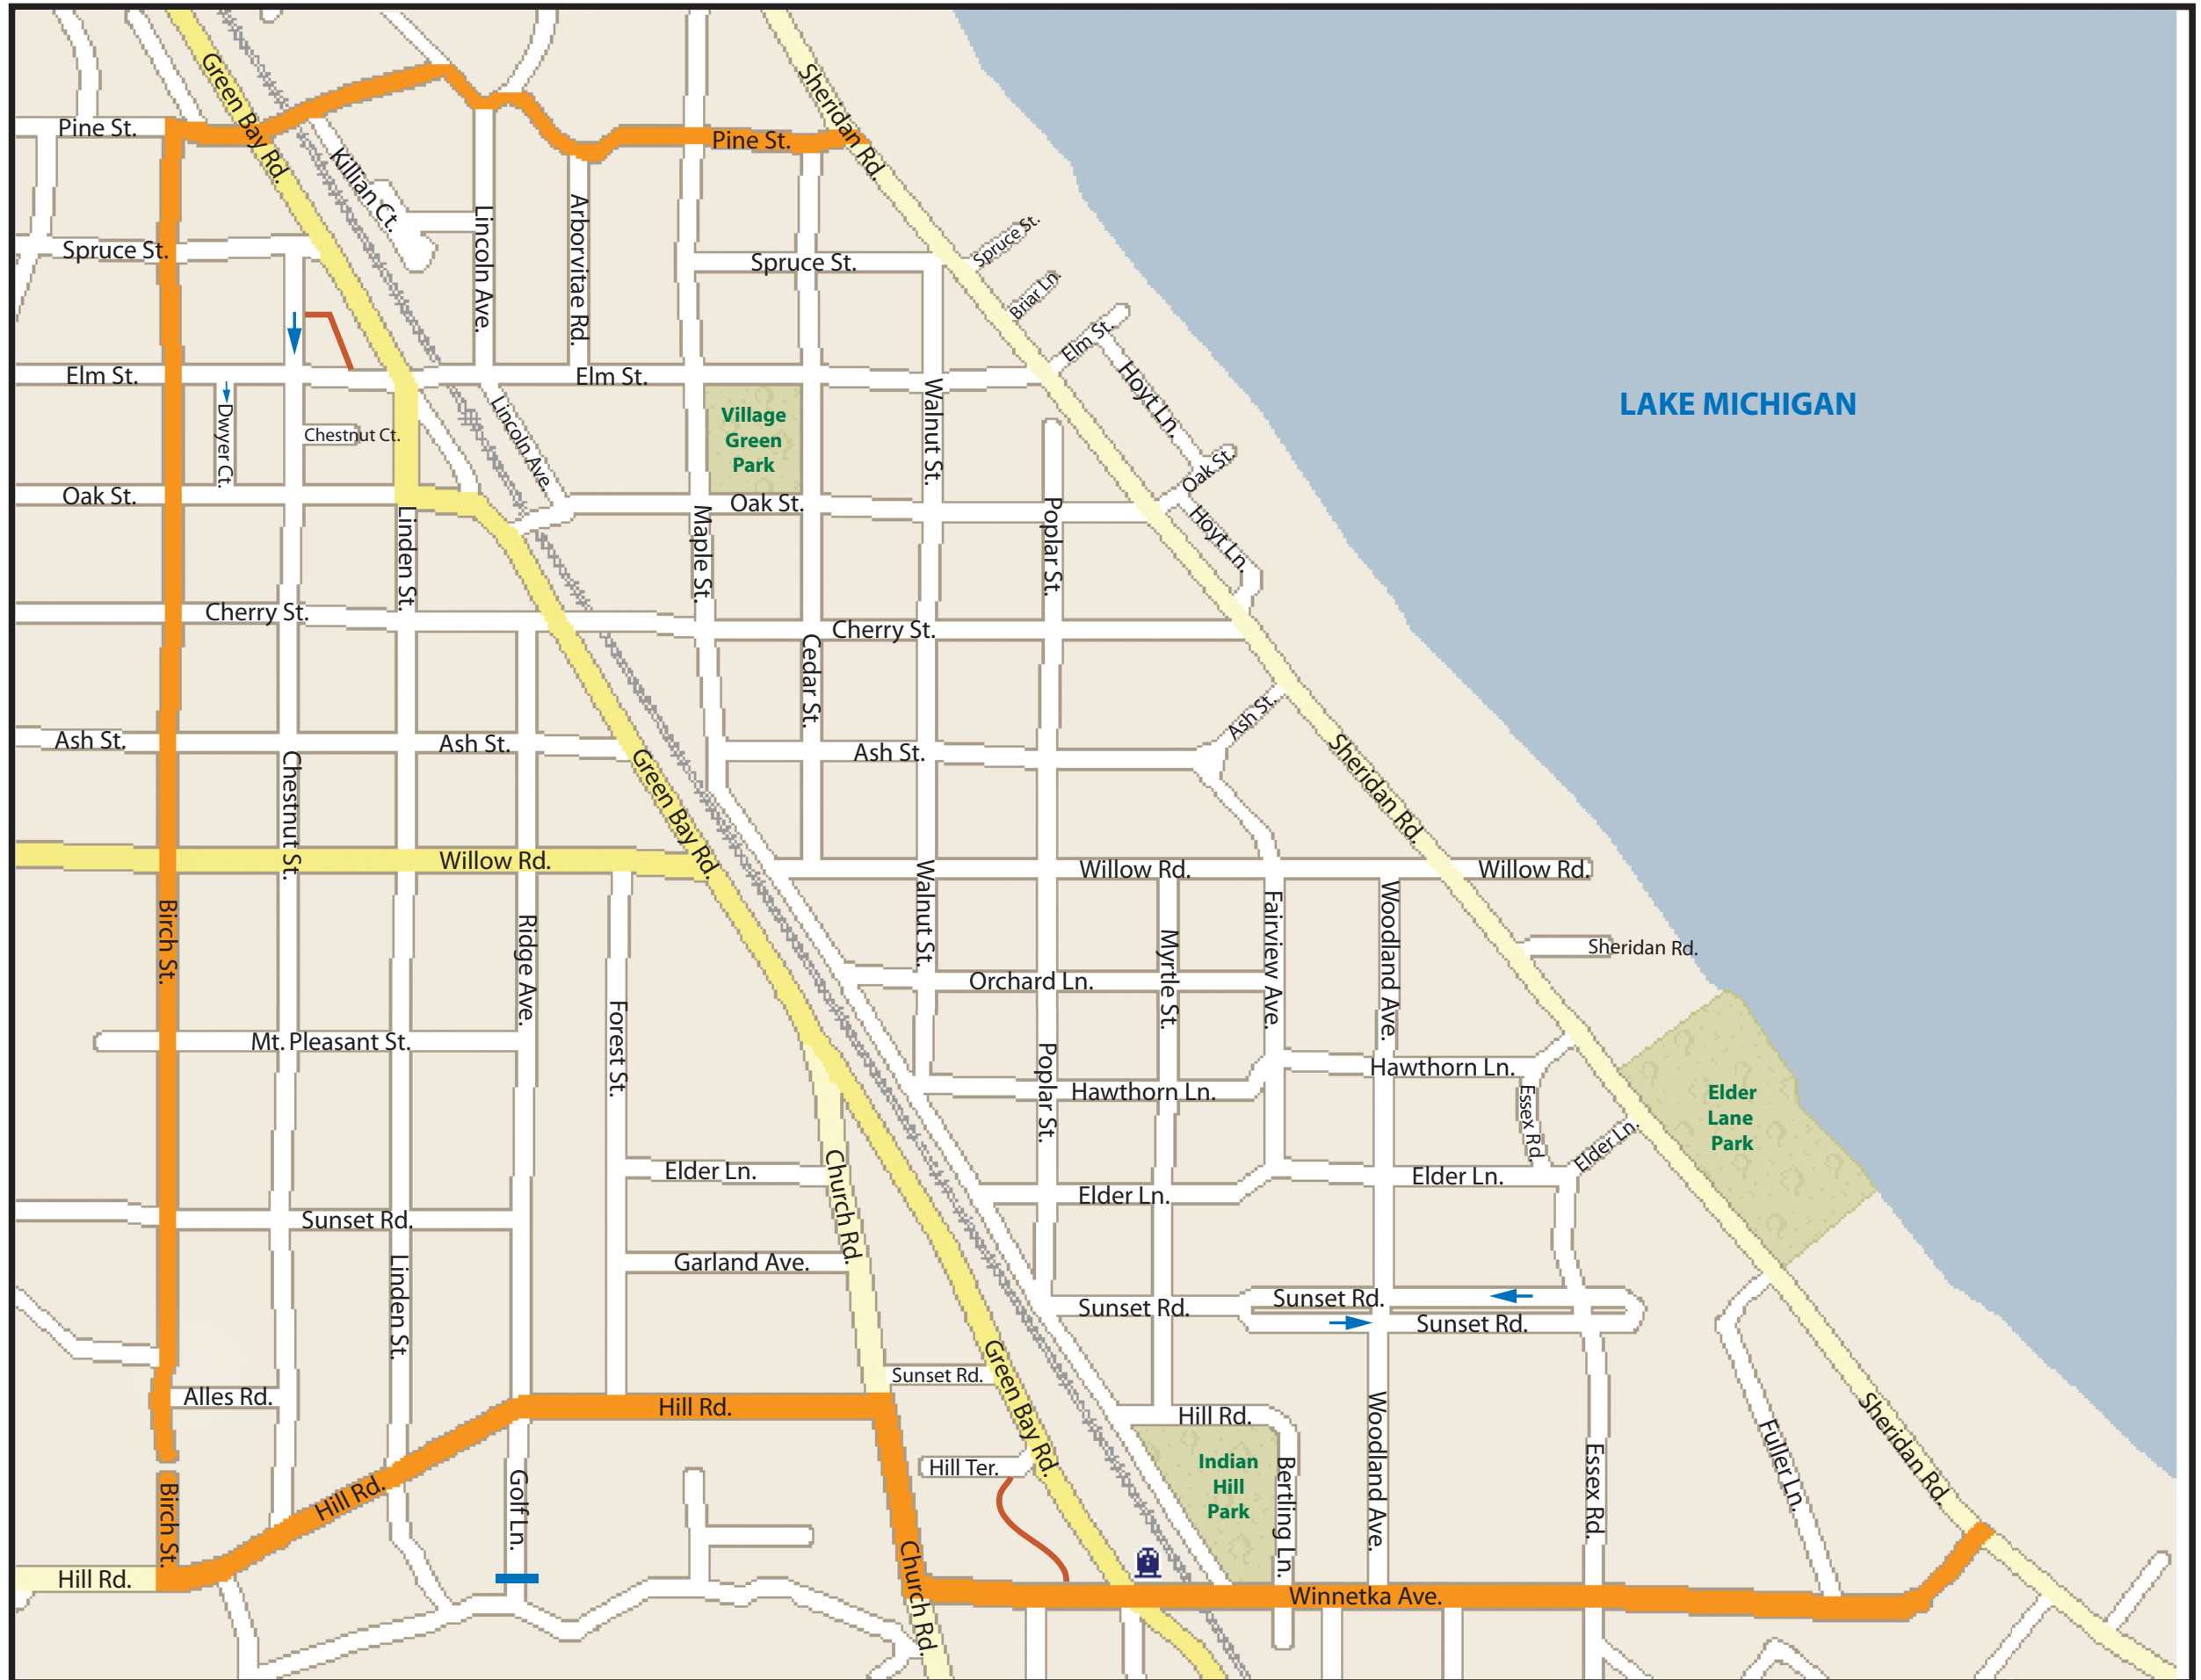 Green Bay Rd.
Sheridan Rd.
Pine St.
Pine St.
Killian Ct.
Lincoln Ave.
Arborvitae Rd.
Spruce St.
Spruce St.
Spruce St.
Briar Ln.
Elm St.
Elm St.
Elm St.
Hoyt Ln.
LAKE MICHIGAN
Dwyer Ct.
Chestnut Ct.
Lincoln Ave.
Village
Green
Park
Walnut St.
Oak St.
Oak St.
Oak St.
Hoyt Ln.
Linden St.
Maple St.
Poplar St.
Cherry St.
Cherry St.
Cedar St.
Ash St.
Ash St.
Ash St.
Ash St.
Chestnut St.
Green Bay Rd.
Sheridan Rd.
Willow Rd.
Willow Rd.
Willow Rd.
Birch St.
Ridge Ave.
Walnut St.
Myrtle St.
Fairview Ave.
Woodland Ave.
Sheridan Rd.
Orchard Ln.
Forest St.
Mt. Pleasant St.
Poplar St.
Hawthorn Ln.
Hawthorn Ln.
Essex Rd.
Elder
Lane
Park
Elder Ln.
Elder Ln.
Elder Ln.
Elder Ln.
Church Rd.
Sunset Rd.
Garland Ave.
Linden St.
Sunset Rd.
Sunset Rd.
Sunset Rd.
Green Bay Rd.
Sunset Rd.
Alles Rd.
Hill Rd.
Hill Rd.
Woodland Ave.
Sheridan Rd.
Fuller Ln.
Hill Ter.
Indian
Hill
Park
Bertling Ln.
Essex Rd.
Golf Ln.
Hill Rd.
Birch St.
Hill Rd.
Church Rd.
Winnetka Ave.